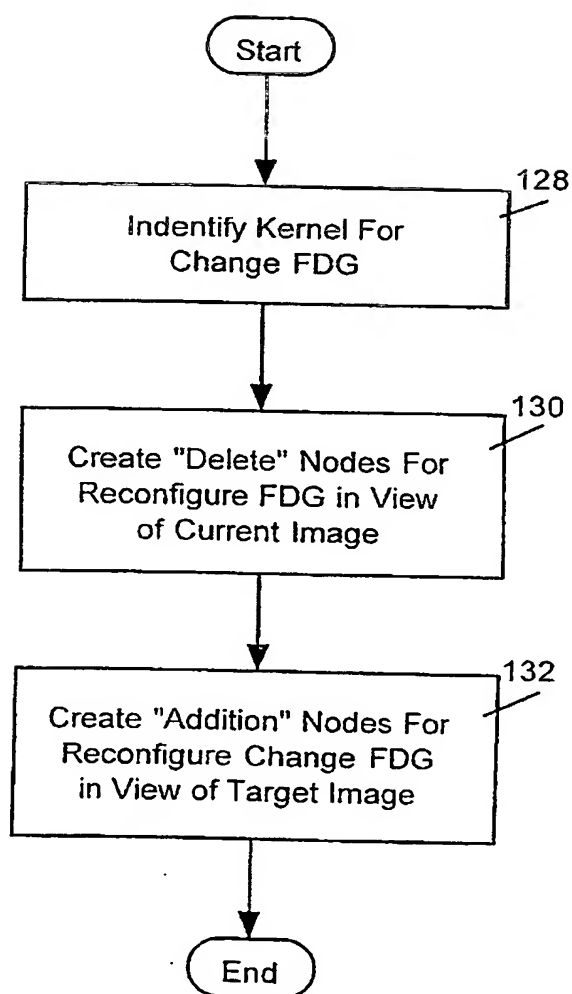 Start
128
Indentify Kernel For
Change FDG
130
Create "Delete" Nodes For
Reconfigure FDG in View
of Current Image
132
Create "Addition" Nodes For
Reconfigure Change FDG
in View of Target Image
End